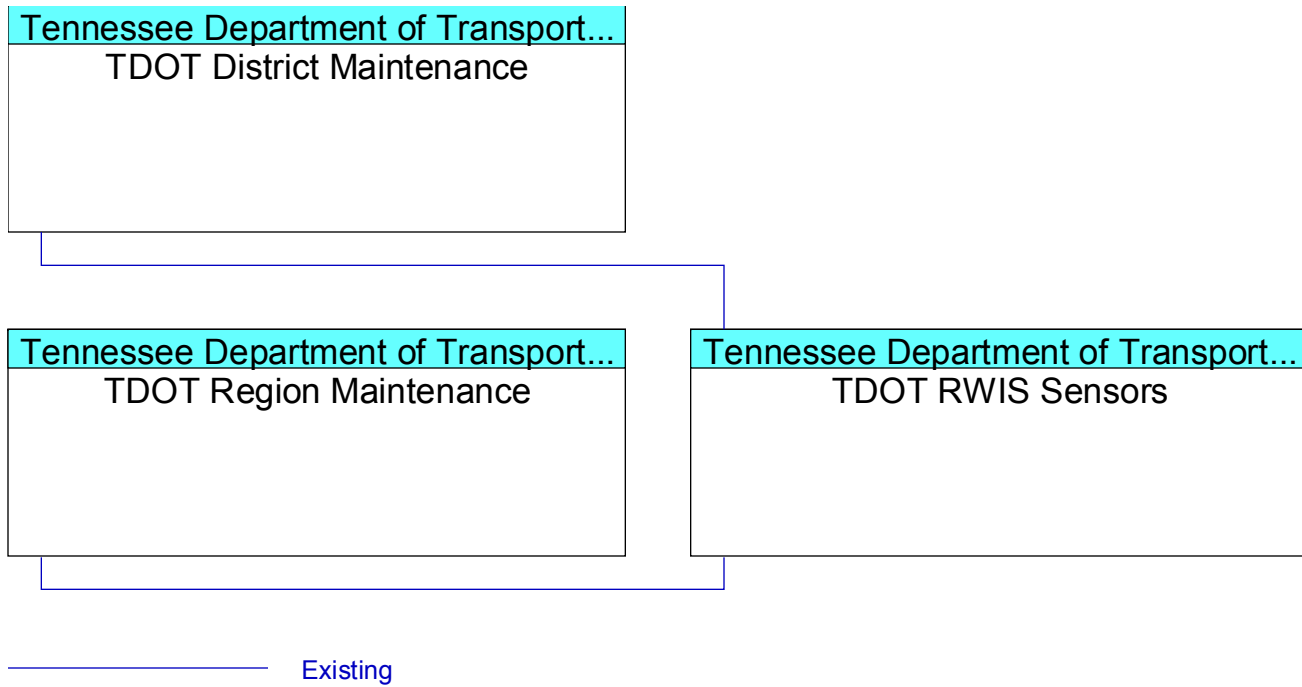 Tennessee Department of Transport...
TDOT District Maintenance
Tennessee Department of Transport...
TDOT Region Maintenance
Tennessee Department of Transport...
TDOT RWIS Sensors
Existing